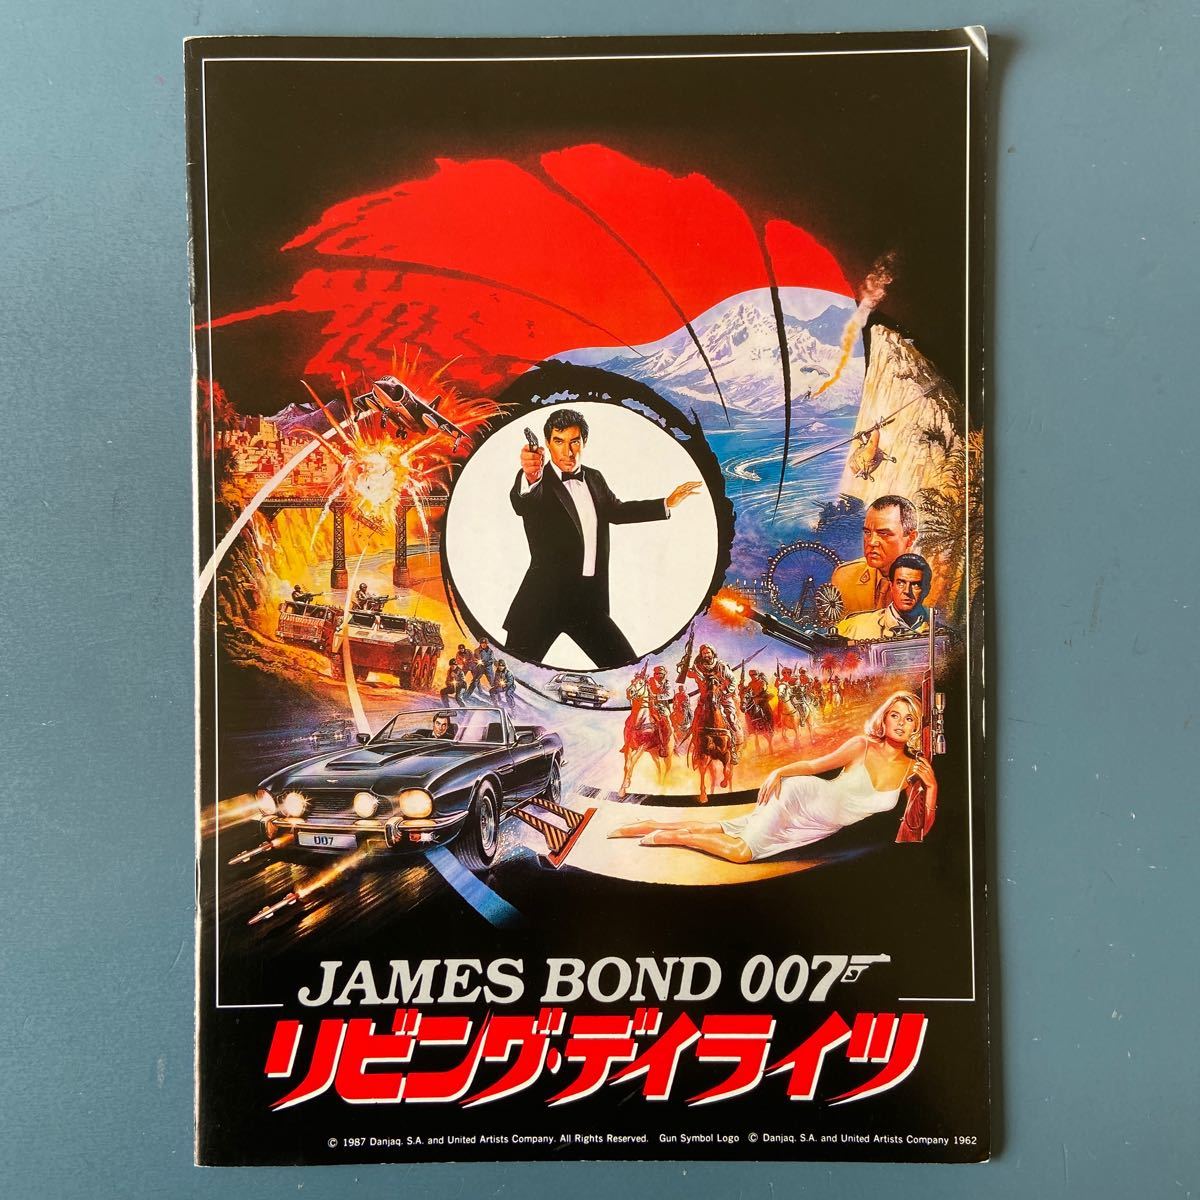 007
JAMES BOND 007
リビング・デイライツ
© 1987 Danjaq. S.A. and United Artists Company. All Rights Reserved. Gun Symbol Logo © Danjaq. S.A. and United Artists Company 1962